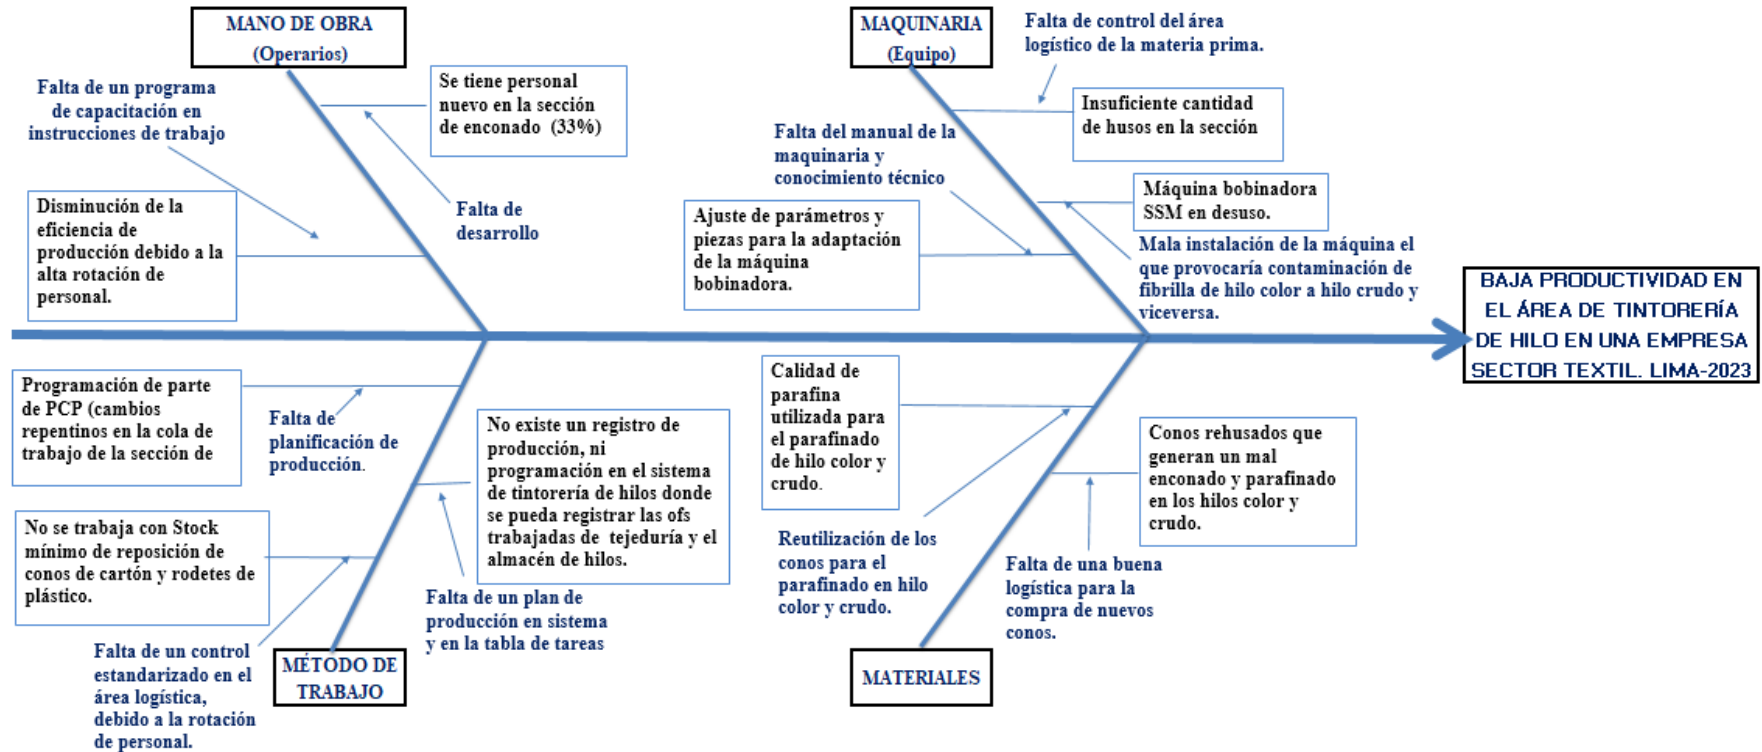 MANO DE OBRA
(Operarios)
MAQUINARIA
(Equipo)
Falta de control del área
logístico de la materia prima.
Falta de un programa
de capacitación en
instrucciones de trabajo
Se tiene personal
nuevo en la sección
de enconado  (33%)
Insuficiente cantidad
de husos en la sección
Falta del manual de la
maquinaria y
conocimiento técnico
Disminución de la
eficiencia de
producción debido a la
alta rotación de
personal.
Falta de
desarrollo
Ajuste de parámetros y
piezas para la adaptación
de la máquina
bobinadora.
Máquina bobinadora
SSM en desuso.
Mala instalación de la máquina el
que provocaría contaminación de
fibrilla de hilo color a hilo crudo y
viceversa.
BAJA PRODUCTIVIDAD EN
EL ÁREA DE TINTORERÍA
DE HILO EN UNA EMPRESA
SECTOR TEXTIL. LIMA-2023
Programación de parte
de PCP (cambios
repentinos en la cola de
trabajo de la sección de
Falta de
planificación de
producción.
No existe un registro de
producción, ni
programación en el sistema
de tintorería de hilos donde
se pueda registrar las ofs
trabajadas de  tejeduría y el
almacén de hilos.
Calidad de
parafina
utilizada para
el parafinado
de hilo color y
crudo.
Conos rehusados que
generan un mal
enconado y parafinado
en los hilos color y
crudo.
No se trabaja con Stock
mínimo de reposición de
conos de cartón y rodetes de
plástico.
Reutilización de los
conos para el
parafinado en hilo
color y crudo.
Falta de una buena
logística para la
compra de nuevos
conos.
Falta de un plan de
producción en sistema
y en la tabla de tareas
Falta de un control
estandarizado en el
área logística,
debido a la rotación
de personal.
MÉTODO DE
TRABAJO
MATERIALES